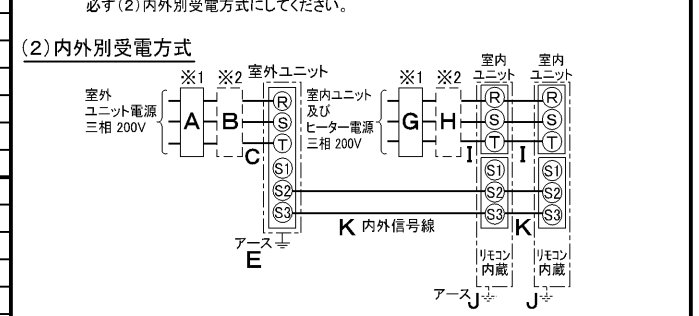 必ず(2)内外別受電方式にしてください。
(2)内外別受電方式
※1 ※2 室外ユニット
室外
ユニット電源
三相 200V
A B C
R
S
T
S1
S2
S3
アース
E
室内ユニット
及び
ヒーター電源
三相 200V
※1 ※2
G H I I
室内
ユニット
室内
ユニット
R R
S S
T T
S1 S1
S2 S2
S3 S3
K 内外信号線
K
リモコン
内蔵
リモコン
内蔵
アース J J